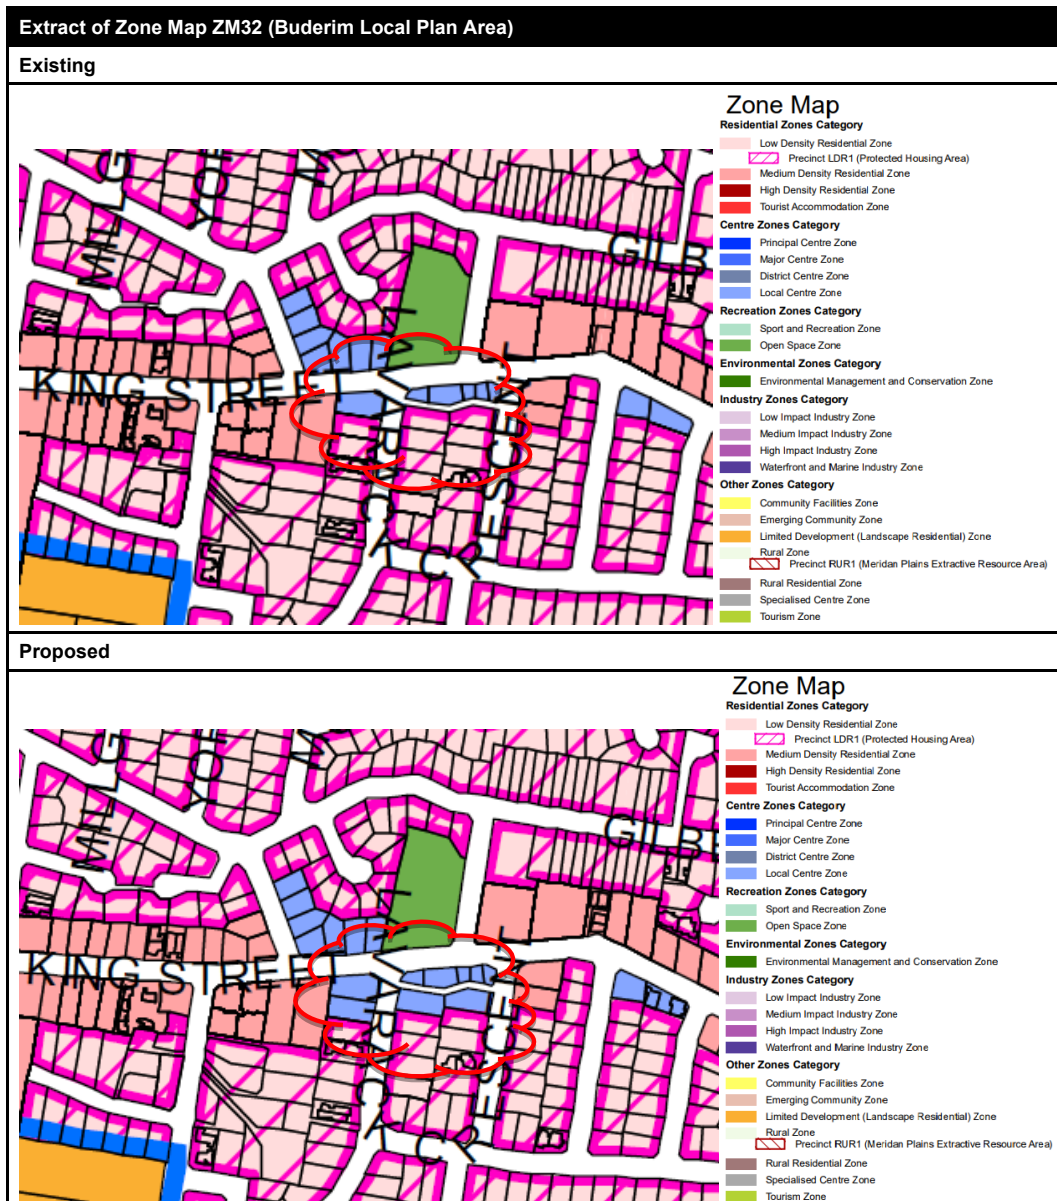 Extract of Zone Map ZM32 (Buderim Local Plan Area)
Existing
Zone Map
Residential Zones Category
Low Density Residential Zone
Precinct LDR1 (Protected Housing Area)
Medium Density Residential Zone
High Density Residential Zone
Tourist Accommodation Zone
Centre Zones Category
Principal Centre Zone
Major Centre Zone
District Centre Zone
Local Centre Zone
Recreation Zones Category
Sport and Recreation Zone
Open Space Zone
Environmental Zones Category
Environmental Management and Conservation Zone
Industry Zones Category
Low Impact Industry Zone
Medium Impact Industry Zone
High Impact Industry Zone
Waterfront and Marine Industry Zone
Other Zones Category
Community Facilities Zone
Emerging Community Zone
Limited Development (Landscape Residential) Zone
Rural Zone
Precinct RUR1 (Meridan Plains Extractive Resource Area)
Rural Residential Zone
Specialised Centre Zone
Tourism Zone
GILB
KING STREET
Proposed
Zone Map
Residential Zones Category
Low Density Residential Zone
Precinct LDR1 (Protected Housing Area)
Medium Density Residential Zone
High Density Residential Zone
Tourist Accommodation Zone
Centre Zones Category
Principal Centre Zone
Major Centre Zone
District Centre Zone
Local Centre Zone
Recreation Zones Category
Sport and Recreation Zone
Open Space Zone
Environmental Zones Category
Environmental Management and Conservation Zone
Industry Zones Category
Low Impact Industry Zone
Medium Impact Industry Zone
High Impact Industry Zone
Waterfront and Marine Industry Zone
Other Zones Category
Community Facilities Zone
Emerging Community Zone
Limited Development (Landscape Residential) Zone
Rural Zone
Precinct RUR1 (Meridan Plains Extractive Resource Area)
Rural Residential Zone
Specialised Centre Zone
Tourism Zone
GILB
KING STREET